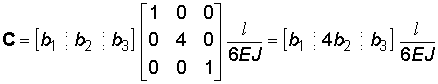 C = [b₁ ⋮ b₂ ⋮ b₃] [1 0 0; 0 4 0; 0 0 1] l/6EJ = [b₁ ⋮ 4b₂ ⋮ b₃] l/6EJ